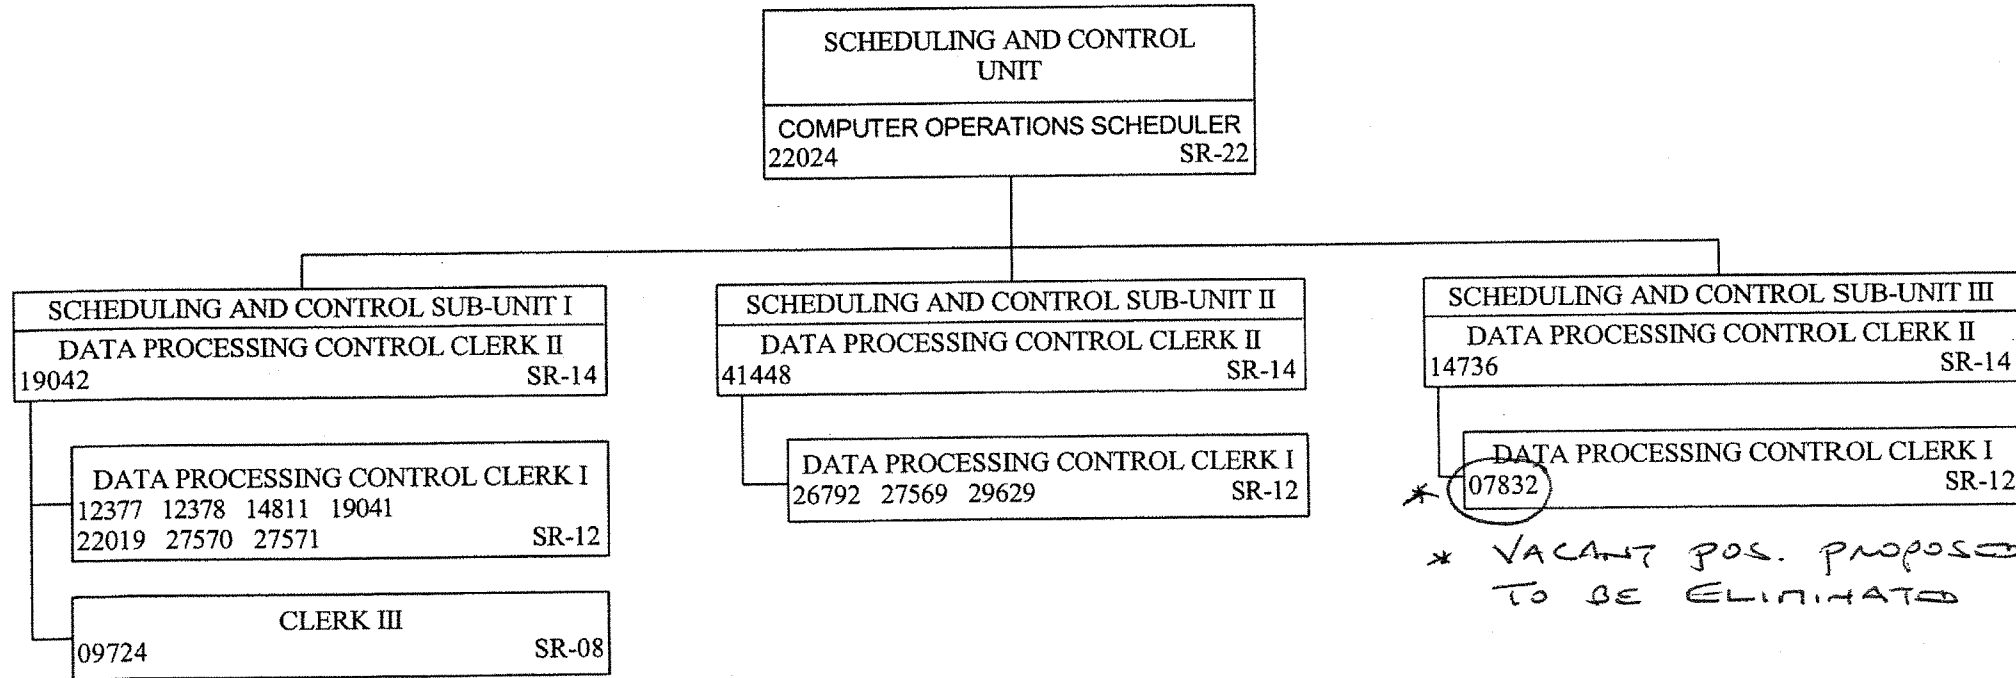 SCHEDULING AND CONTROL
UNIT
COMPUTER OPERATIONS SCHEDULER
22024 SR-22
SCHEDULING AND CONTROL SUB-UNIT I
DATA PROCESSING CONTROL CLERK II
19042 SR-14
DATA PROCESSING CONTROL CLERK I
12377 12378 14811 19041
22019 27570 27571 SR-12
CLERK III
09724 SR-08
SCHEDULING AND CONTROL SUB-UNIT II
DATA PROCESSING CONTROL CLERK II
41448 SR-14
DATA PROCESSING CONTROL CLERK I
26792 27569 29629 SR-12
SCHEDULING AND CONTROL SUB-UNIT III
DATA PROCESSING CONTROL CLERK II
14736 SR-14
DATA PROCESSING CONTROL CLERK I
* 07832 SR-12
* VACANT POS. PROPOSED
TO BE ELIMINATED